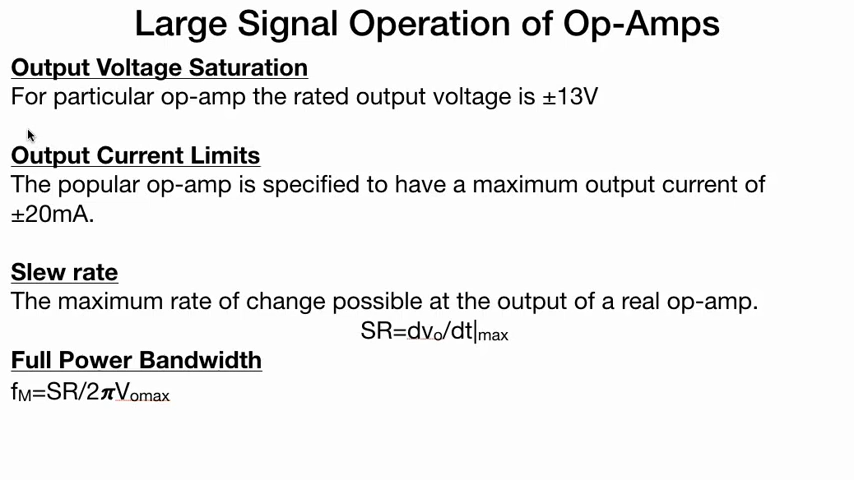 Large Signal Operation of Op-Amps
Output Voltage Saturation
For particular op-amp the rated output voltage is ±13V
Output Current Limits
The popular op-amp is specified to have a maximum output current of
±20mA.
Slew rate
The maximum rate of change possible at the output of a real op-amp.
SR=dvo/dt|max
Full Power Bandwidth
fM=SR/2πVomax